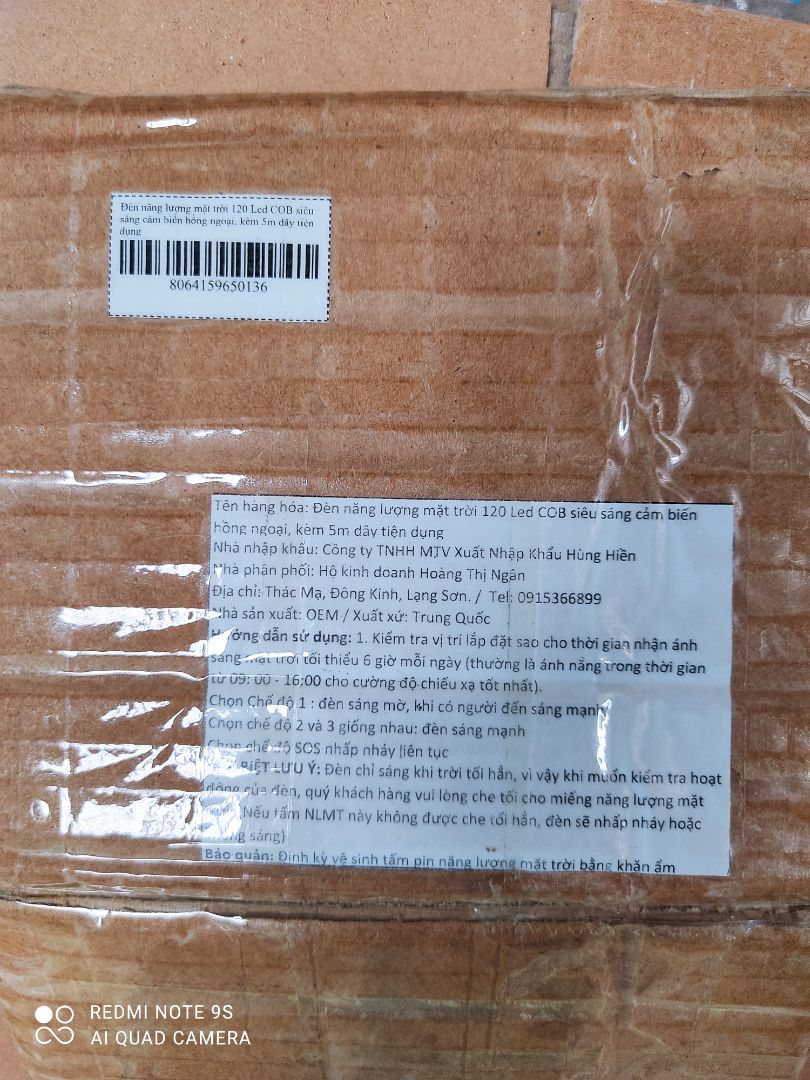 Đèn năng lượng mặt trời 120 Led COB siêu
sáng cảm biến hồng ngoại, kèm 5m dây tiện
dụng
8064159650136
Tên hàng hóa: Đèn năng lượng mặt trời 120 Led COB siêu sáng cảm biến
hồng ngoại, kèm 5m dây tiện dụng
Nhà nhập khẩu: Công ty TNHH MTV Xuất Nhập Khẩu Hùng Hiền
Nhà phân phối: Hộ kinh doanh Hoàng Thị Ngân
Địa chỉ: Thác Mạ, Đông Kinh, Lạng Sơn. / Tel: 0915366899
Nhà sản xuất: OEM / Xuất xứ: Trung Quốc
Hướng dẫn sử dụng: 1. Kiểm tra vị trí lắp đặt sao cho thời gian nhận ánh
sáng mặt trời tối thiểu 6 giờ mỗi ngày (thường là ánh nắng trong thời gian
từ 09: 00 - 16:00 cho cường độ chiếu xạ tốt nhất).
Chọn Chế độ 1 : đèn sáng mờ, khi có người đến sáng mạnh
Chọn chế độ 2 và 3 giống nhau: đèn sáng mạnh
Chọn chế độ SOS nhấp nháy liên tục
BIỆT LƯU Ý: Đèn chỉ sáng khi trời tối hẳn, vì vậy khi muốn kiểm tra hoạt
động của đèn, quý khách hàng vui lòng che tối cho miếng năng lượng mặt
Nếu tấm NLMT này không được che tối hẳn, đèn sẽ nhấp nháy hoặc
sáng)
Bảo quản: Định kỳ vệ sinh tấm pin năng lượng mặt trời bằng khăn ẩm
REDMI NOTE 9S
AI QUAD CAMERA